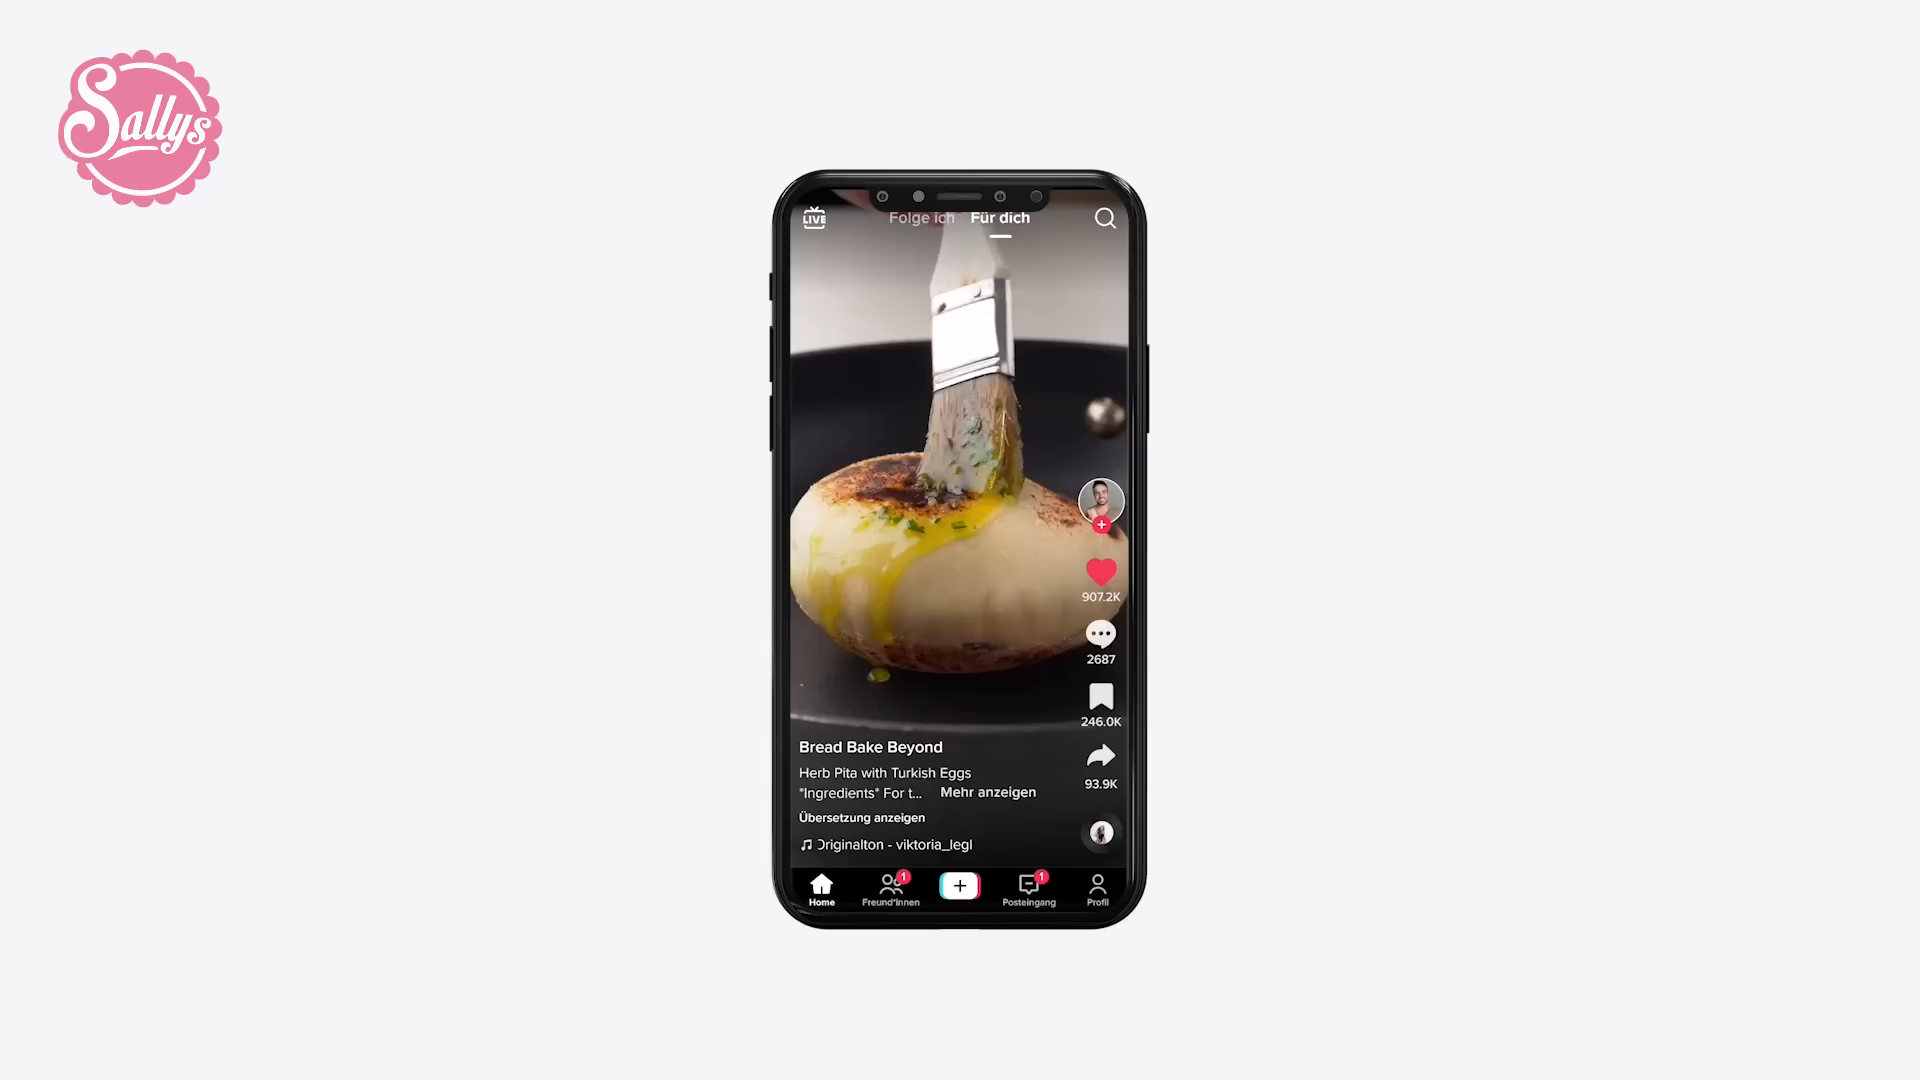 Sallys
LIVE
Folge ich Für dich
907.2K
2687
246.0K
93.9K
Bread Bake Beyond
Herb Pita with Turkish Eggs
*Ingredients* For t... Mehr anzeigen
Übersetzung anzeigen
Originalton - viktoria_legl
1
1
Home
Freund*innen
Posteingang
Profil